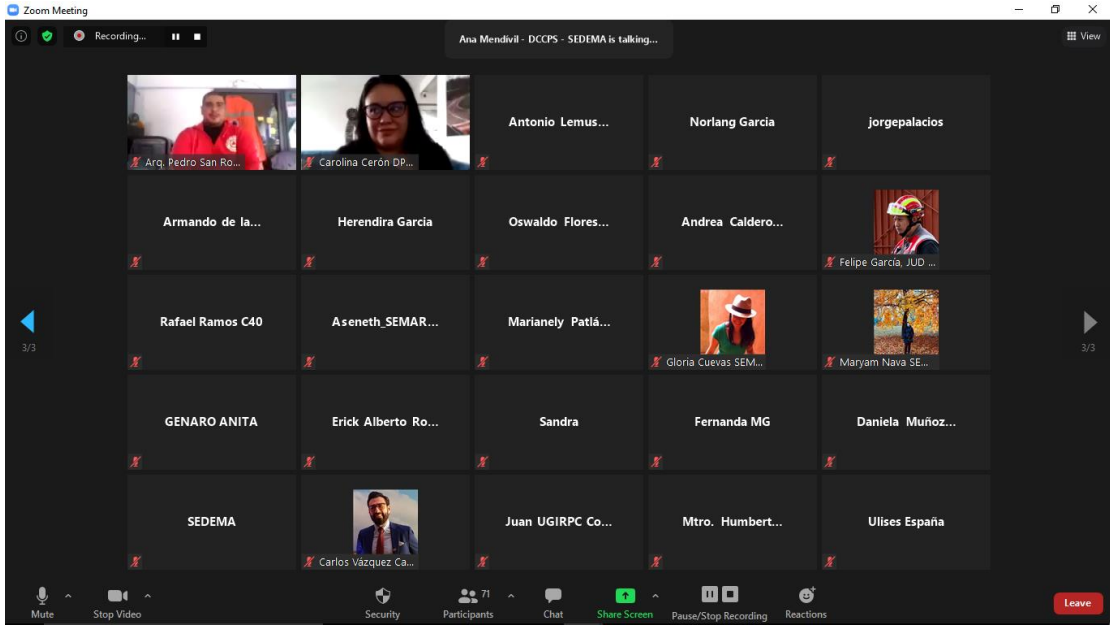 Zoom Meeting
Recording...
Ana Mendívil - DCCPS - SEDEMA is talking...
View
Arq. Pedro San Ro...
Carolina Cerón DP...
Antonio Lemus...
Norlang Garcia
jorgepalacios
Armando de la...
Herendira Garcia
Oswaldo Flores...
Andrea Caldero...
Felipe García, JUD ...
Rafael Ramos C40
Aseneth_SEMAR...
Marianely Patlá...
Gloria Cuevas SEM...
Maryam Nava SE...
3/3
3/3
GENARO ANITA
Erick Alberto Ro...
Sandra
Fernanda MG
Daniela Muñoz...
SEDEMA
Carlos Vázquez Ca...
Juan UGIRPC Co...
Mtro. Humbert...
Ulises España
Mute
Stop Video
Security
Participants
71
Chat
Share Screen
Pause/Stop Recording
Reactions
Leave